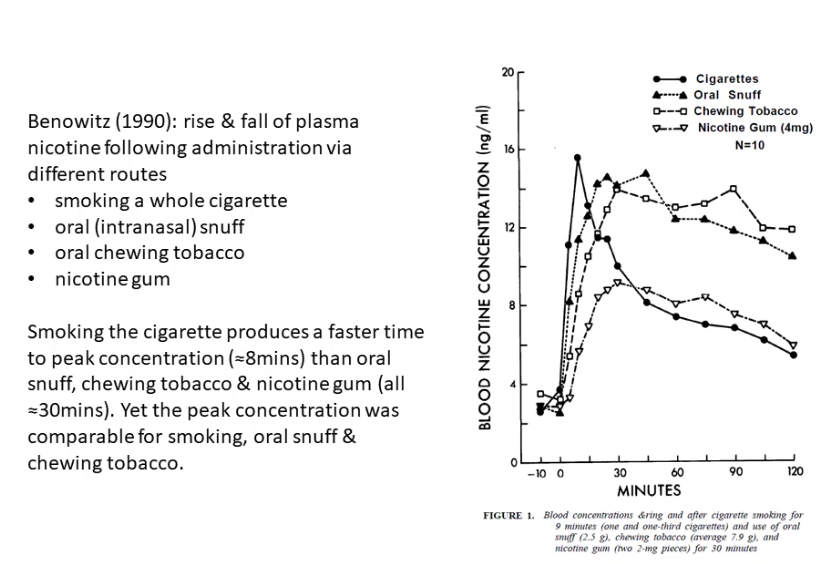 Benowitz (1990): rise & fall of plasma
nicotine following administration via
different routes
• smoking a whole cigarette
• oral (intranasal) snuff
• oral chewing tobacco
• nicotine gum
Smoking the cigarette produces a faster time
to peak concentration (≈8mins) than oral
snuff, chewing tobacco & nicotine gum (all
≈30mins). Yet the peak concentration was
comparable for smoking, oral snuff &
chewing tobacco.
Cigarettes
Oral Snuff
Chewing Tobacco
Nicotine Gum (4mg)
N=10
BLOOD NICOTINE CONCENTRATION (ng/ml)
20
16
12
8
4
0
-10 0 30 60 90 120
MINUTES
FIGURE 1. Blood concentrations &ring and after cigarette smoking for
9 minutes (one and one-third cigarettes) and use of oral
snuff (2.5 g), chewing tobacco (average 7.9 g), and
nicotine gum (two 2-mg pieces) for 30 minutes